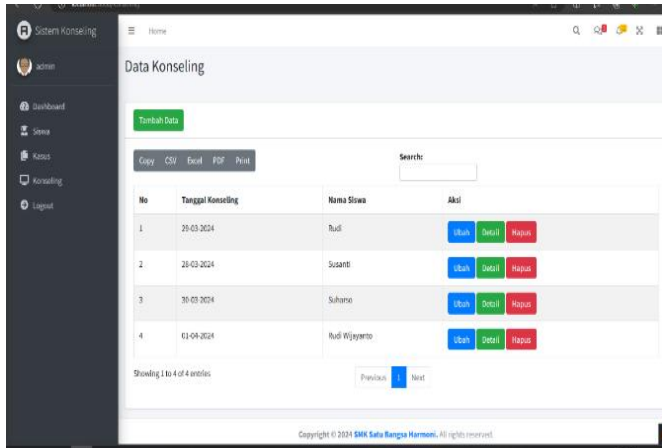 Sistem Konseling
Home
admin
Data Konseling
Dashboard
Siswa
Kasus
Konseling
Logout
Tambah Data
Copy CSV Excel PDF Print
Search:
No Tanggal Konseling Nama Siswa Aksi
1 29-03-2024 Rudi Ubah Detail Hapus
2 28-03-2024 Susanti Ubah Detail Hapus
3 30-03-2024 Suharso Ubah Detail Hapus
4 01-04-2024 Rudi Wijayanto Ubah Detail Hapus
Showing 1 to 4 of 4 entries
Previous 1 Next
Copyright © 2024 SMK Satu Bangsa Harmoni. All rights reserved.